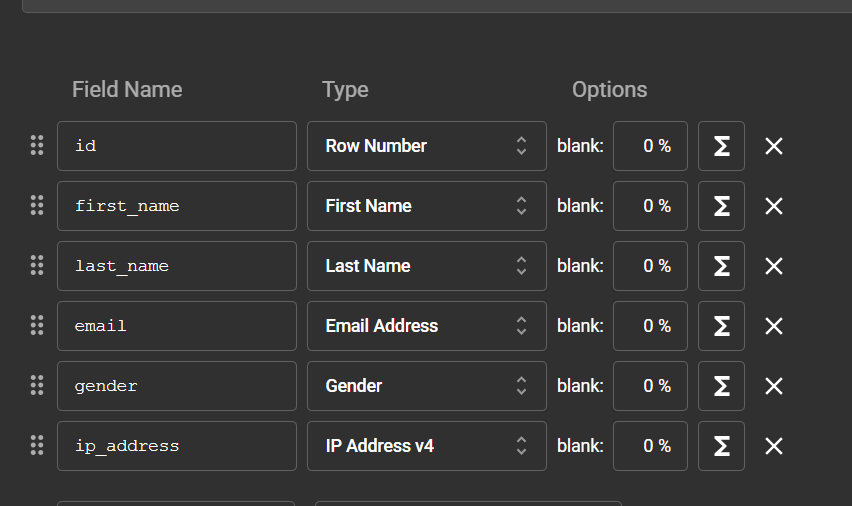 Field Name Type Options
id Row Number blank: 0 % Σ
first_name First Name blank: 0 % Σ
last_name Last Name blank: 0 % Σ
email Email Address blank: 0 % Σ
gender Gender blank: 0 % Σ
ip_address IP Address v4 blank: 0 % Σ